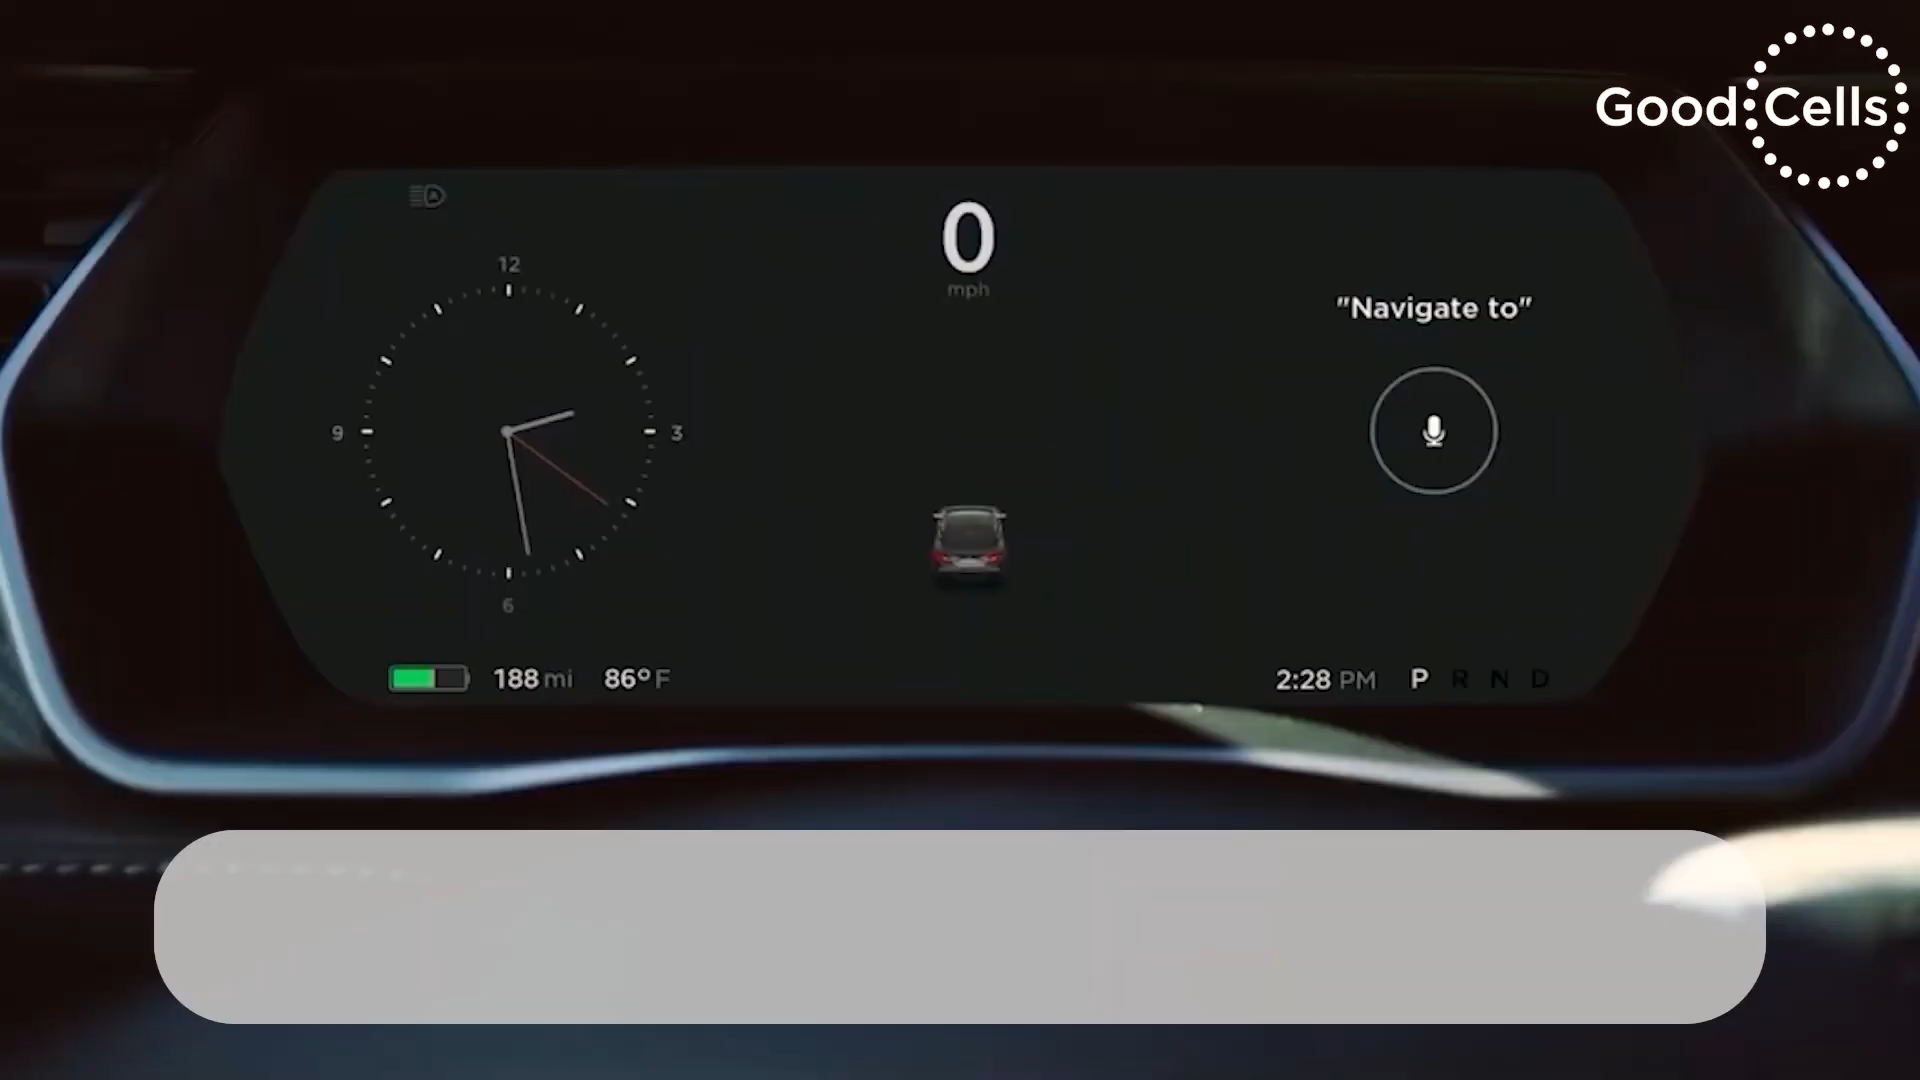 Good Cells
0
mph
12
"Navigate to"
9
3
6
188 mi
86° F
2:28 PM
P R N D